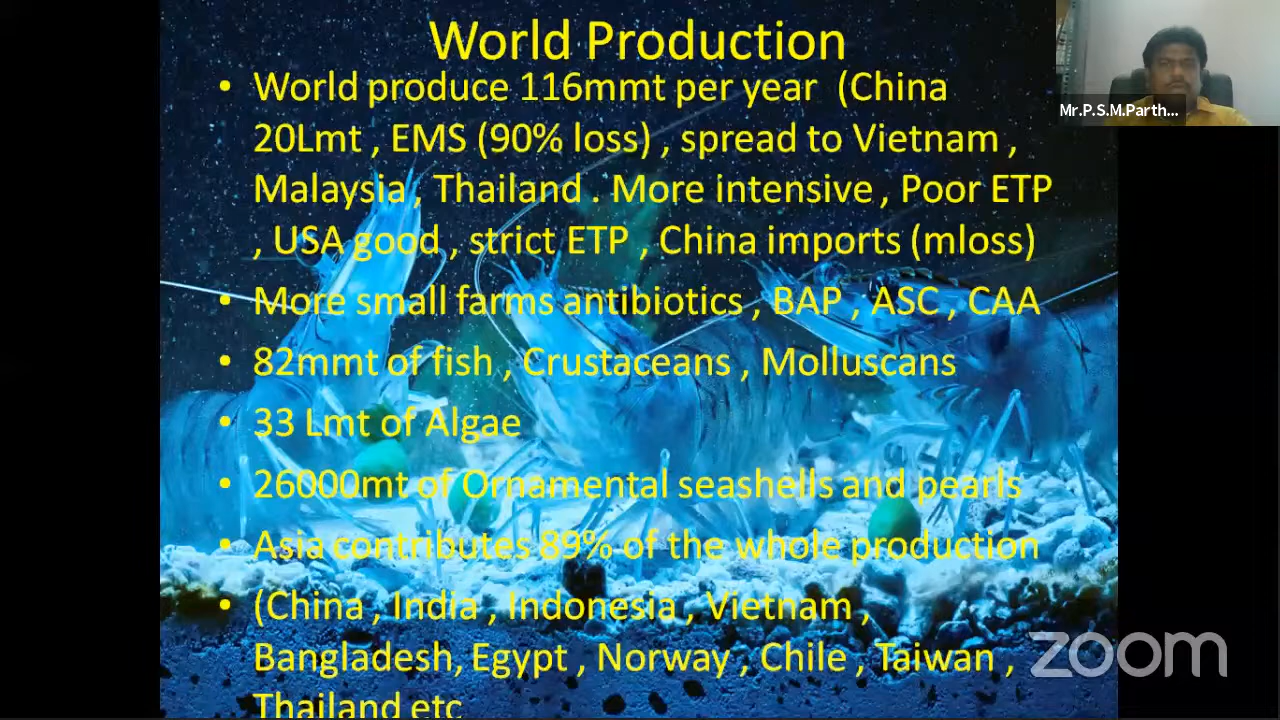 World Production
• World produce 116mmt per year (China
20Lmt , EMS (90% loss) , spread to Vietnam ,
Malaysia , Thailand . More intensive , Poor ETP
, USA good , strict ETP , China imports (mloss)
• More small farms antibiotics , BAP , ASC , CAA
• 82mmt of fish , Crustaceans , Molluscans
• 33 Lmt of Algae
• 26000mt of Ornamental seashells and pearls
• Asia contributes 89% of the whole production
• (China , India , Indonesia , Vietnam ,
Bangladesh, Egypt , Norway , Chile , Taiwan ,
Thailand etc
Mr.P.S.M.Parth...
zoom